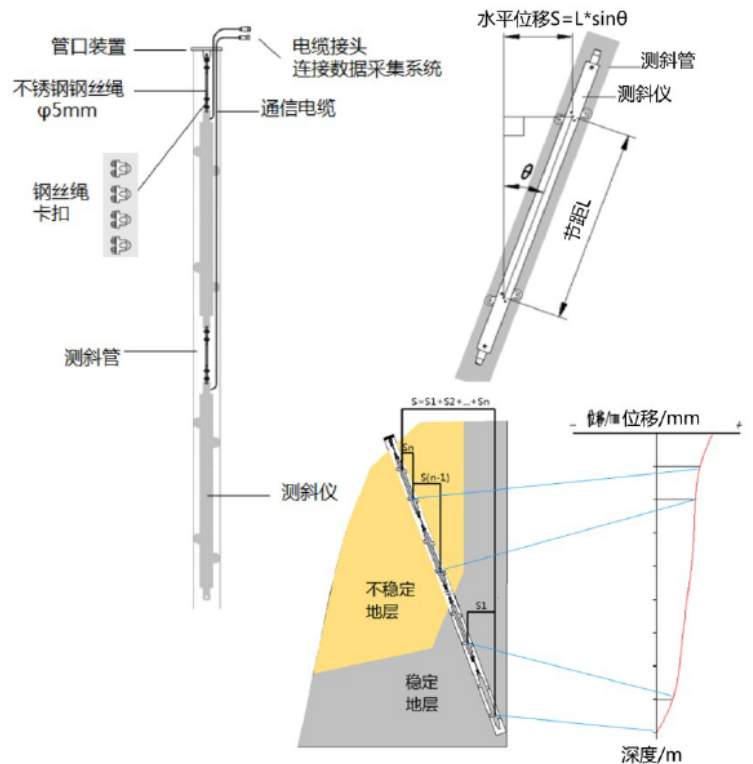 管口装置
不锈钢钢丝绳
φ5mm
钢丝绳
卡扣
测斜管
电缆接头
连接数据采集系统
通信电缆
测斜仪
水平位移S=L*sinθ
测斜管
测斜仪
θ
节距L
S=S1+S2+...+Sn
Sn
S(n-1)
S1
不稳定
地层
稳定
地层
- 位移/mm +
深度/m